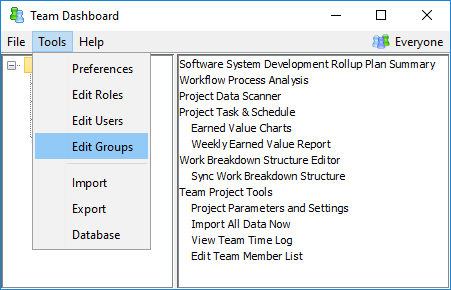 Team Dashboard
File Tools Help Everyone
Preferences
Edit Roles
Edit Users
Edit Groups
Import
Export
Database
Software System Development Rollup Plan Summary
Workflow Process Analysis
Project Data Scanner
Project Task & Schedule
Earned Value Charts
Weekly Earned Value Report
Work Breakdown Structure Editor
Sync Work Breakdown Structure
Team Project Tools
Project Parameters and Settings
Import All Data Now
View Team Time Log
Edit Team Member List